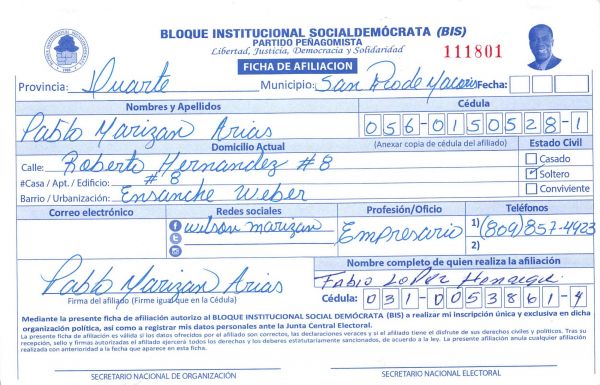 BLOQUE INSTITUCIONAL SOCIALDEMÓCRATA (BIS)
PARTIDO PEÑAGOMISTA
Libertad, Justicia, Democracia y Solidaridad
111801
FICHA DE AFILIACION
Provincia: Duarte Municipio: San Fco de Macoris Fecha:
Nombres y Apellidos Cédula
Pablo Marizan Arias 056-0150528-1
Domicilio Actual (Anexar copia de cédula del afiliado) Estado Civil
Calle: Roberto Hernandez #8 Casado
#Casa / Apt. / Edificio: #8 Soltero
Barrio / Urbanización: Ensanche Weber Conviviente
Correo electrónico Redes sociales Profesión/Oficio Teléfonos
wilson marizan Empresario 1) (809) 857-4923
2)
Nombre completo de quien realiza la afiliación
Pablo Marizan Arias Fabio Lopez
Firma del afiliado (Firme igual que en la Cédula) Cédula: 031-0053861-4
Mediante la presente ficha de afiliación autorizo al BLOQUE INSTITUCIONAL SOCIAL DEMÓCRATA (BIS) a realizar mi inscripción única y exclusiva en dicha
organización política, así como a registrar mis datos personales ante la Junta Central Electoral.
La presente ficha de afiliación es válida si los datos ofrecidos por el afiliado son correctos, las declaraciones veraces y si el afiliado tiene el disfrute de sus derechos civiles y políticos. Tras su
recepción, sello y firmas autorizadas el afiliado ejercerá todos los derechos y los deberes estatutariamente sancionados, de acuerdo a la ley. La presente afiliación anula cualquier afiliación
realizada con anterioridad a la fecha que aparece en esta ficha.
SECRETARIO NACIONAL DE ORGANIZACIÓN SECRETARIO NACIONAL ELECTORAL